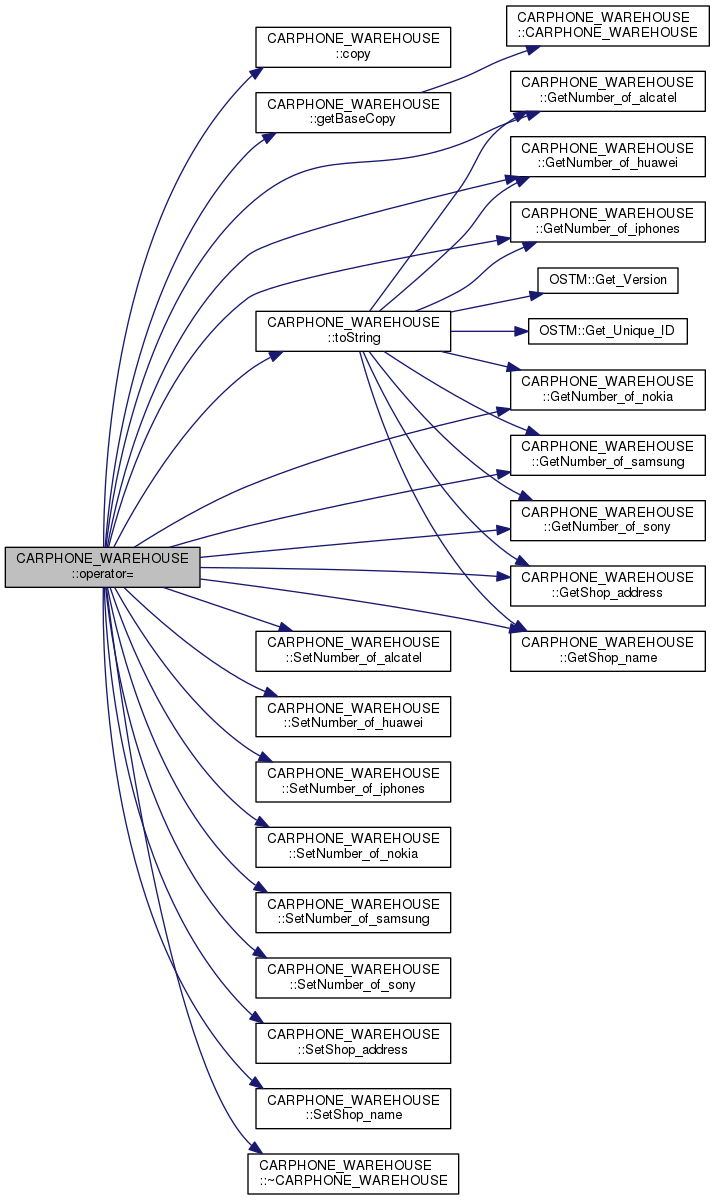 CARPHONE_WAREHOUSE
::operator=
CARPHONE_WAREHOUSE
::copy
CARPHONE_WAREHOUSE
::getBaseCopy
CARPHONE_WAREHOUSE
::toString
CARPHONE_WAREHOUSE
::SetNumber_of_alcatel
CARPHONE_WAREHOUSE
::SetNumber_of_huawei
CARPHONE_WAREHOUSE
::SetNumber_of_iphones
CARPHONE_WAREHOUSE
::SetNumber_of_nokia
CARPHONE_WAREHOUSE
::SetNumber_of_samsung
CARPHONE_WAREHOUSE
::SetNumber_of_sony
CARPHONE_WAREHOUSE
::SetShop_address
CARPHONE_WAREHOUSE
::SetShop_name
CARPHONE_WAREHOUSE
::~CARPHONE_WAREHOUSE
CARPHONE_WAREHOUSE
::CARPHONE_WAREHOUSE
CARPHONE_WAREHOUSE
::GetNumber_of_alcatel
CARPHONE_WAREHOUSE
::GetNumber_of_huawei
CARPHONE_WAREHOUSE
::GetNumber_of_iphones
OSTM::Get_Version
OSTM::Get_Unique_ID
CARPHONE_WAREHOUSE
::GetNumber_of_nokia
CARPHONE_WAREHOUSE
::GetNumber_of_samsung
CARPHONE_WAREHOUSE
::GetNumber_of_sony
CARPHONE_WAREHOUSE
::GetShop_address
CARPHONE_WAREHOUSE
::GetShop_name